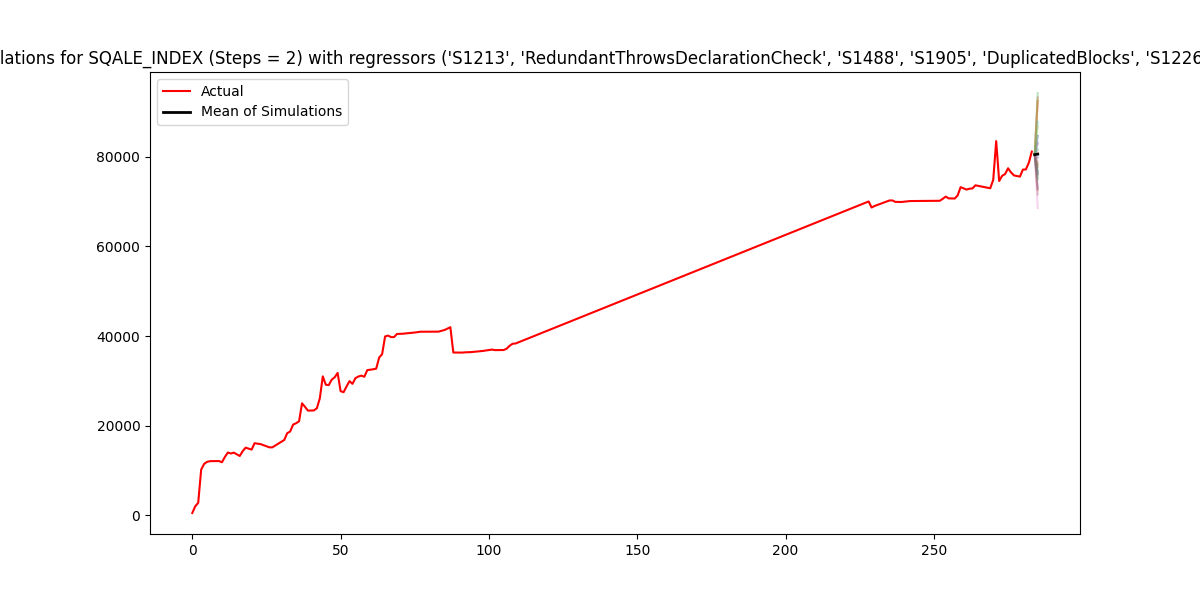 lations for SQALE_INDEX (Steps = 2) with regressors ('S1213', 'RedundantThrowsDeclarationCheck', 'S1488', 'S1905', 'DuplicatedBlocks', 'S1226
Actual
Mean of Simulations
80000
60000
40000
20000
0
0 50 100 150 200 250